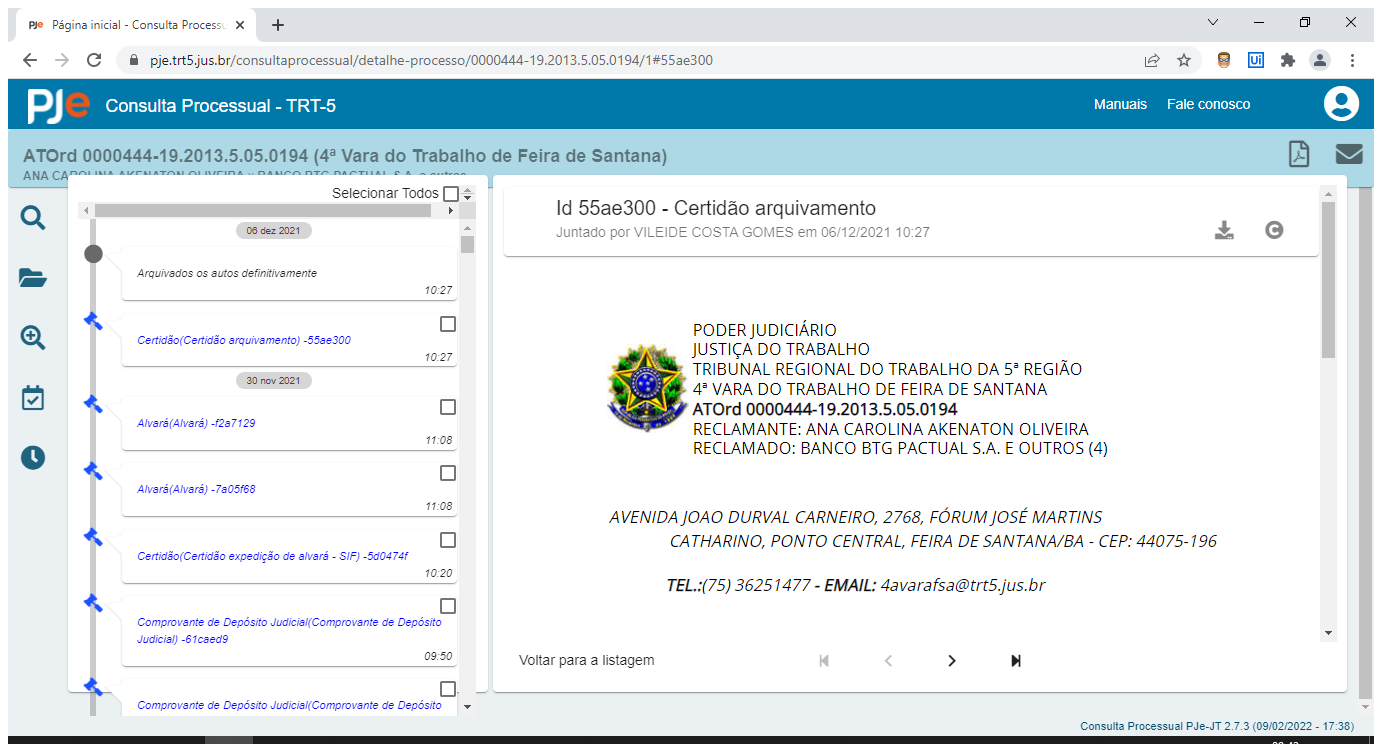 PJe Página inicial - Consulta Process
pje.trt5.jus.br/consultaprocessual/detalhe-processo/0000444-19.2013.5.05.0194/1#55ae300
PJe Consulta Processual - TRT-5
Manuais Fale conosco
ATOrd 0000444-19.2013.5.05.0194 (4ª Vara do Trabalho de Feira de Santana)
ANA CAROLINA AKENATON OLIVEIRA x BANCO BTG PACTUAL S.A. e outros
Selecionar Todos
06 dez 2021
Arquivados os autos definitivamente
10:27
Certidão(Certidão arquivamento) -55ae300
10:27
30 nov 2021
Alvará(Alvará) -f2a7129
11:08
Alvará(Alvará) -7a05f68
11:08
Certidão(Certidão expedição de alvará - SIF) -5d0474f
10:20
Comprovante de Depósito Judicial(Comprovante de Depósito
Judicial) -61caed9
09:50
Comprovante de Depósito Judicial(Comprovante de Depósito
Id 55ae300 - Certidão arquivamento
Juntado por VILEIDE COSTA GOMES em 06/12/2021 10:27
PODER JUDICIÁRIO
JUSTIÇA DO TRABALHO
TRIBUNAL REGIONAL DO TRABALHO DA 5ª REGIÃO
4ª VARA DO TRABALHO DE FEIRA DE SANTANA
ATOrd 0000444-19.2013.5.05.0194
RECLAMANTE: ANA CAROLINA AKENATON OLIVEIRA
RECLAMADO: BANCO BTG PACTUAL S.A. E OUTROS (4)
AVENIDA JOAO DURVAL CARNEIRO, 2768, FÓRUM JOSÉ MARTINS
CATHARINO, PONTO CENTRAL, FEIRA DE SANTANA/BA - CEP: 44075-196
TEL.:(75) 36251477 - EMAIL: 4avarafsa@trt5.jus.br
Voltar para a listagem
Consulta Processual PJe-JT 2.7.3 (09/02/2022 - 17:38)